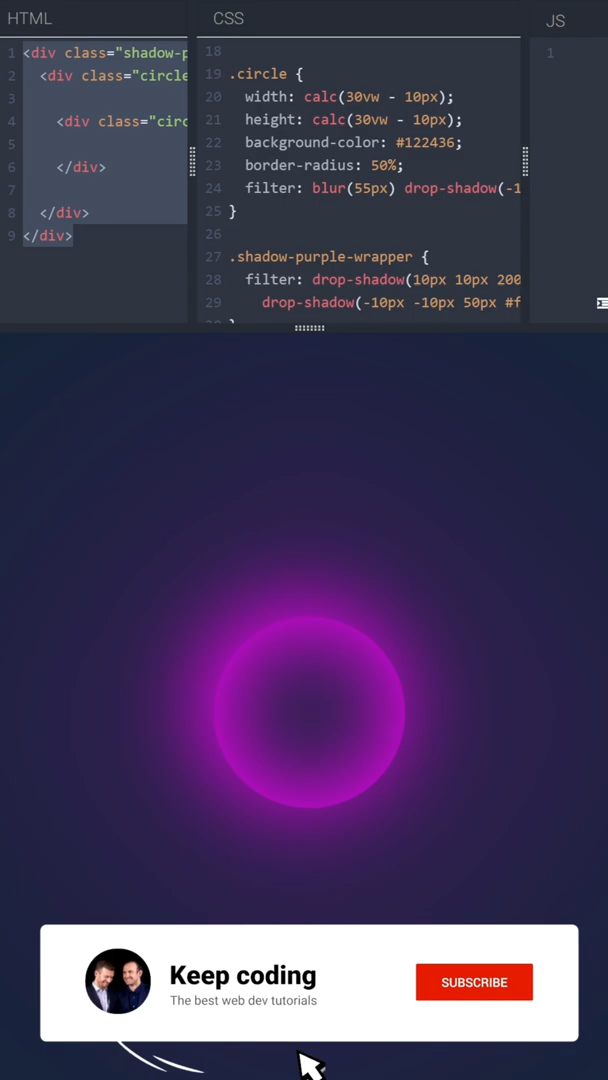 HTML
1 <div class="shadow-p
2 <div class="circle
3
4 <div class="circ
5
6 </div>
7
8 </div>
9 </div>
CSS
18
19 .circle {
20 width: calc(30vw - 10px);
21 height: calc(30vw - 10px);
22 background-color: #122436;
23 border-radius: 50%;
24 filter: blur(55px) drop-shadow(-1
25 }
26
27 .shadow-purple-wrapper {
28 filter: drop-shadow(10px 10px 200
29 drop-shadow(-10px -10px 50px #f
JS
1
Keep coding
The best web dev tutorials
SUBSCRIBE